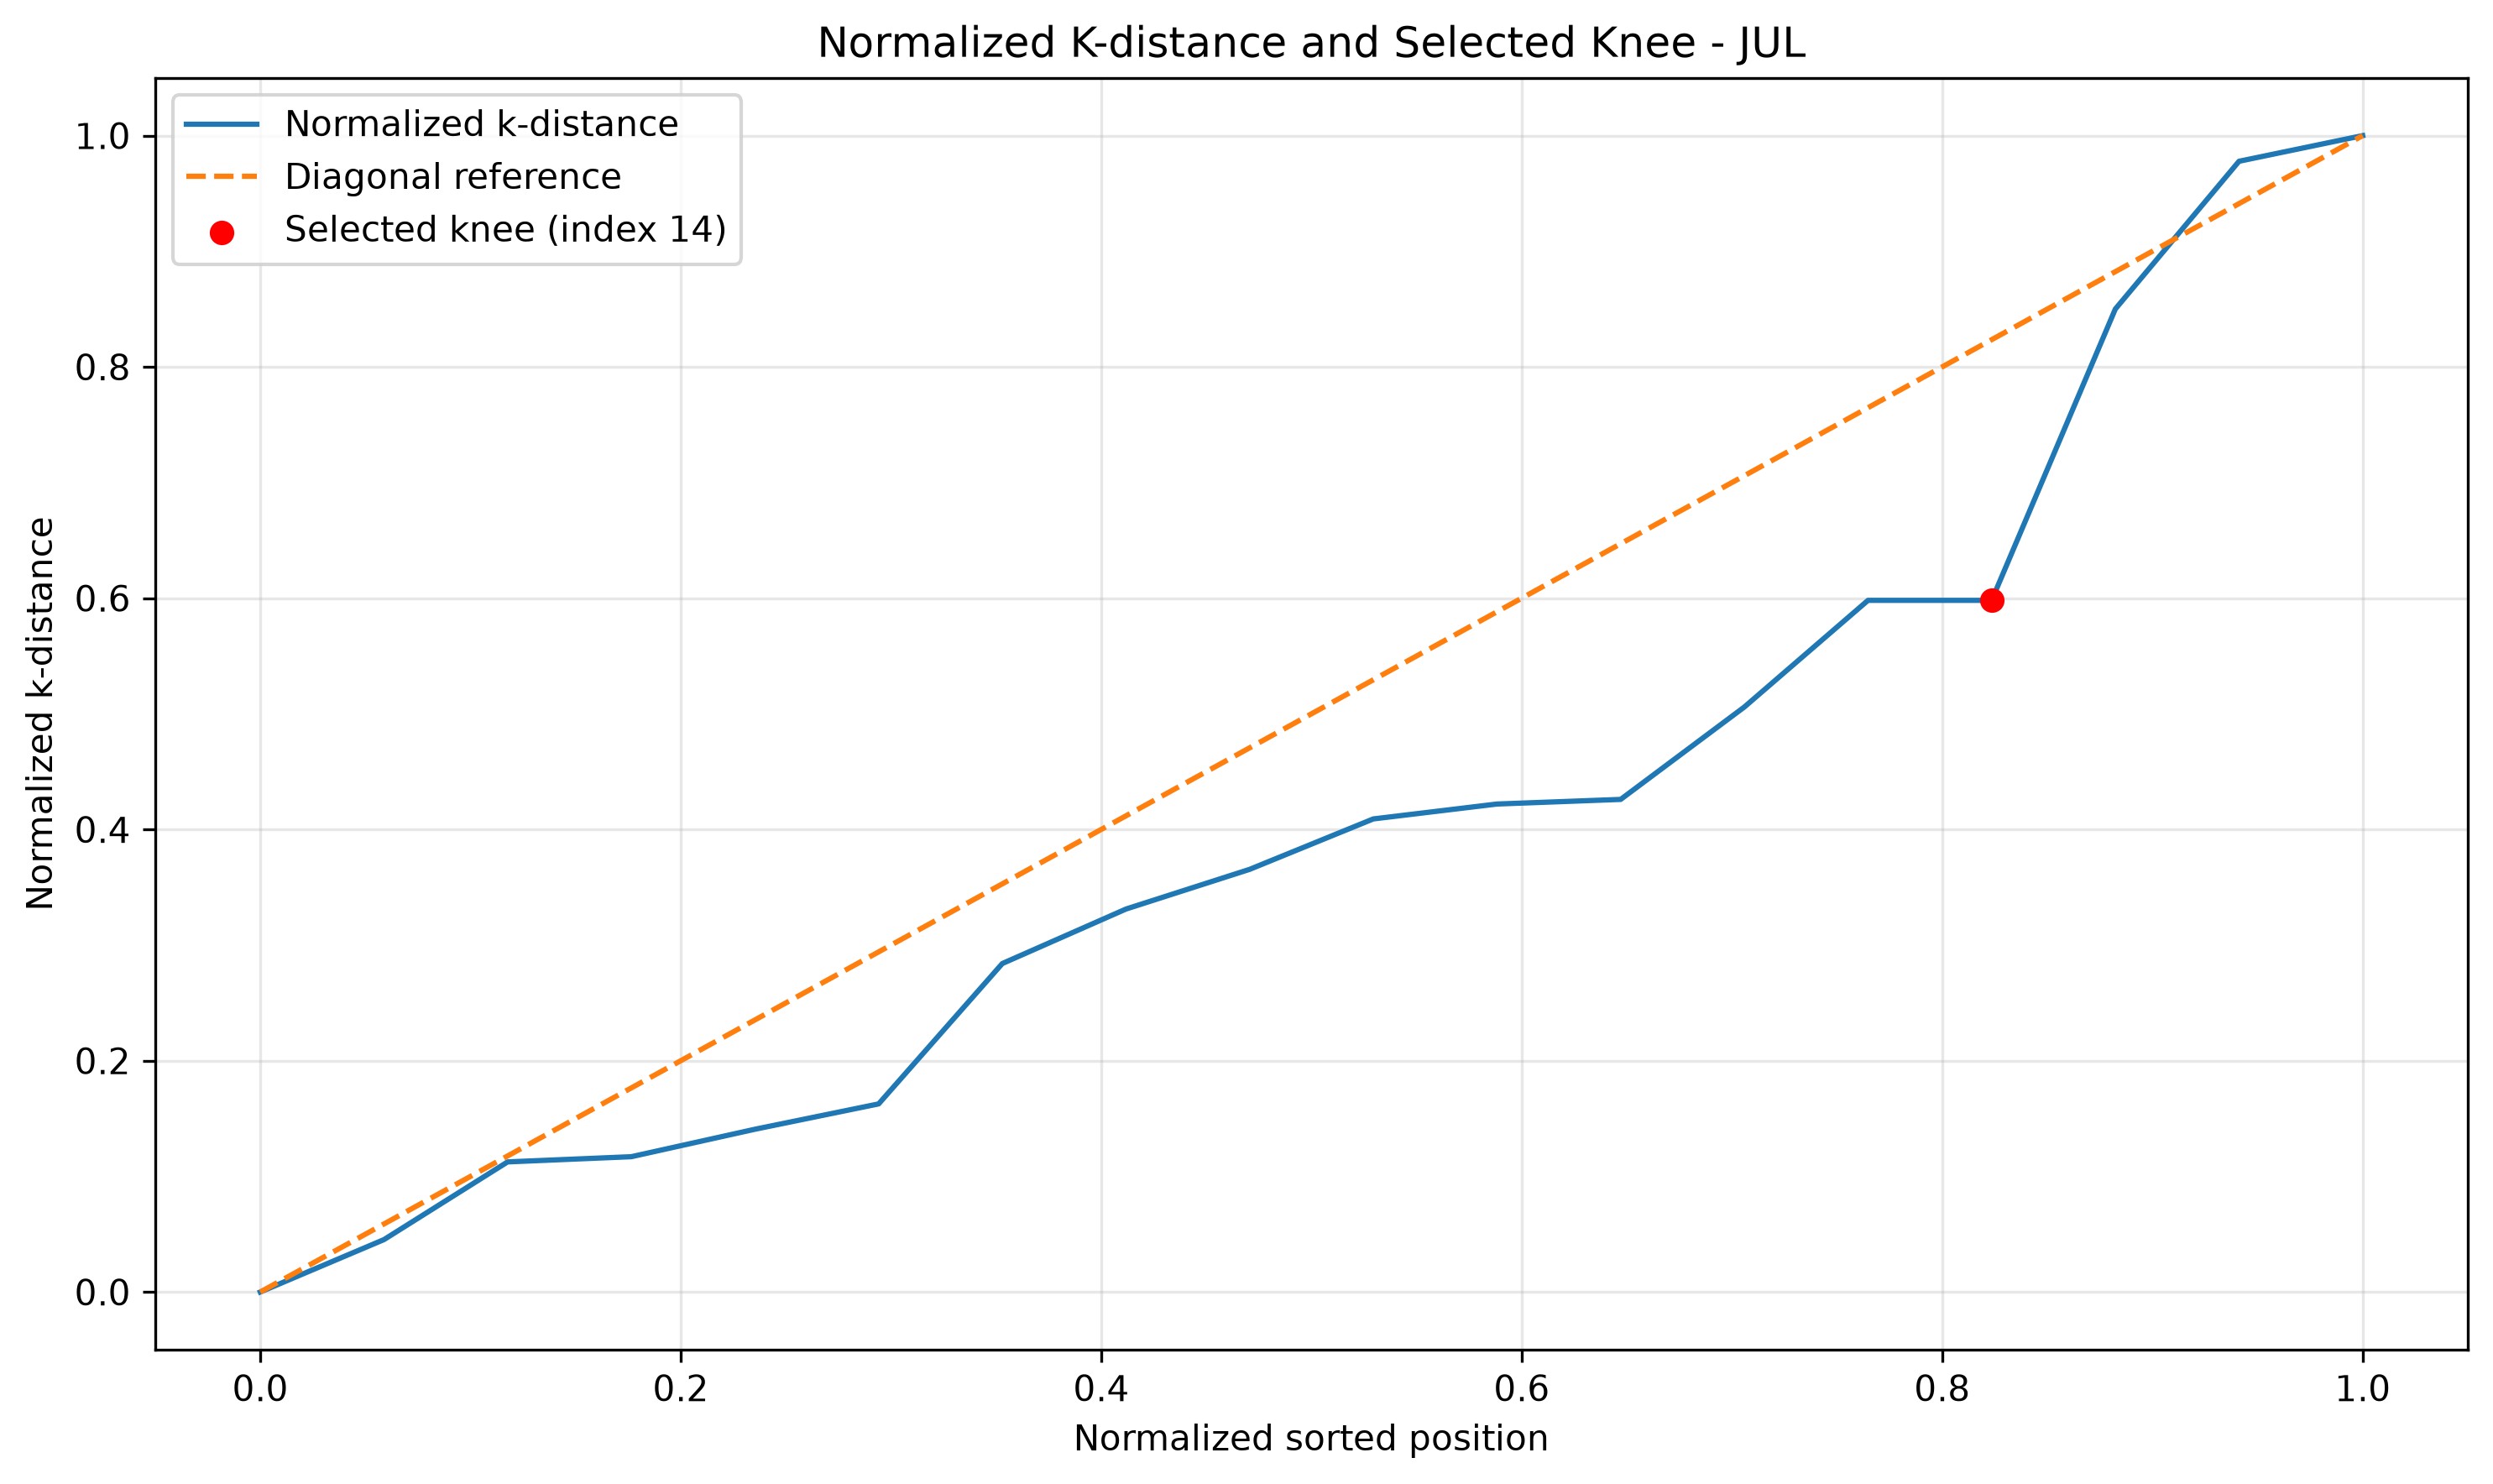 Normalized K-distance and Selected Knee - JUL
Normalized k-distance
Diagonal reference
Selected knee (index 14)
Normalized k-distance
1.0
0.8
0.6
0.4
0.2
0.0
0.0 0.2 0.4 0.6 0.8 1.0
Normalized sorted position